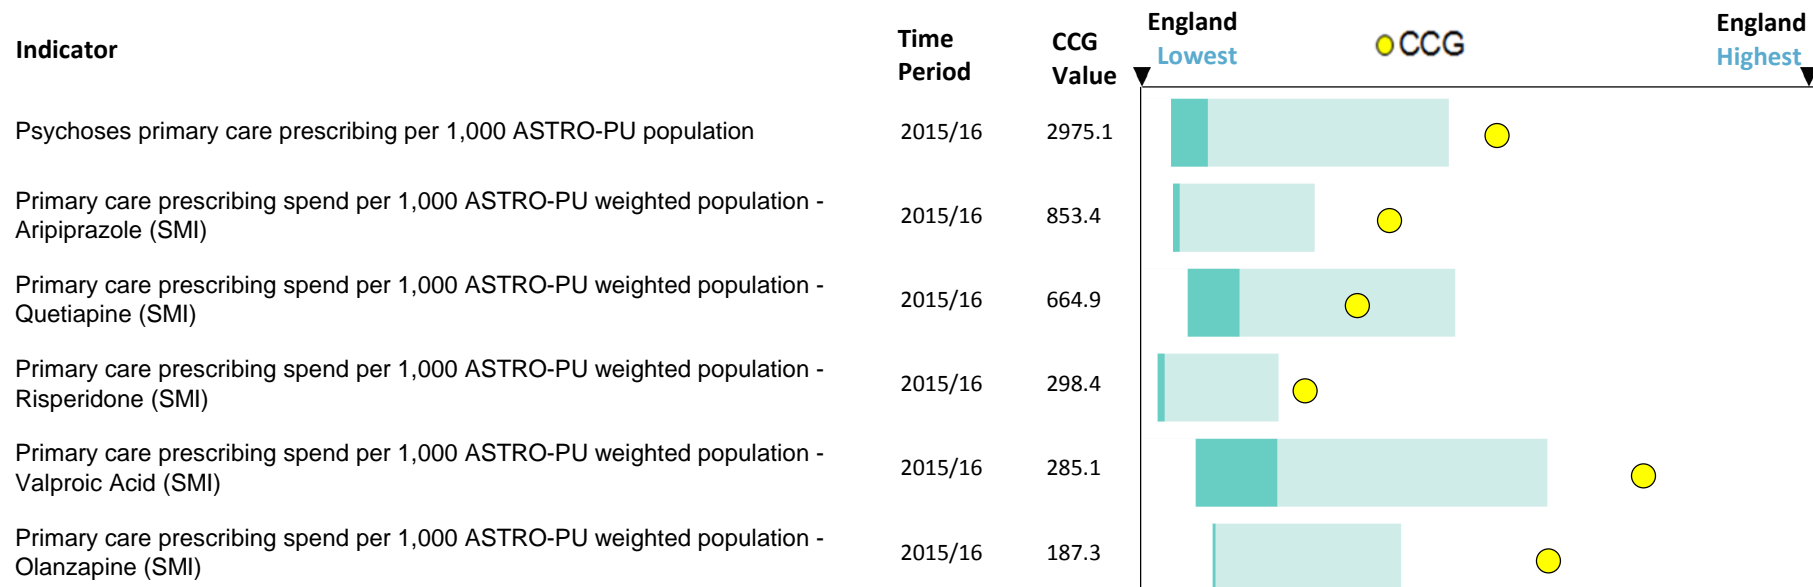 Indicator
Time Period
CCG Value
England Lowest
CCG
England Highest
Psychoses primary care prescribing per 1,000 ASTRO-PU population 2015/16 2975.1
Primary care prescribing spend per 1,000 ASTRO-PU weighted population -
Aripiprazole (SMI) 2015/16 853.4
Primary care prescribing spend per 1,000 ASTRO-PU weighted population -
Quetiapine (SMI) 2015/16 664.9
Primary care prescribing spend per 1,000 ASTRO-PU weighted population -
Risperidone (SMI) 2015/16 298.4
Primary care prescribing spend per 1,000 ASTRO-PU weighted population -
Valproic Acid (SMI) 2015/16 285.1
Primary care prescribing spend per 1,000 ASTRO-PU weighted population -
Olanzapine (SMI) 2015/16 187.3